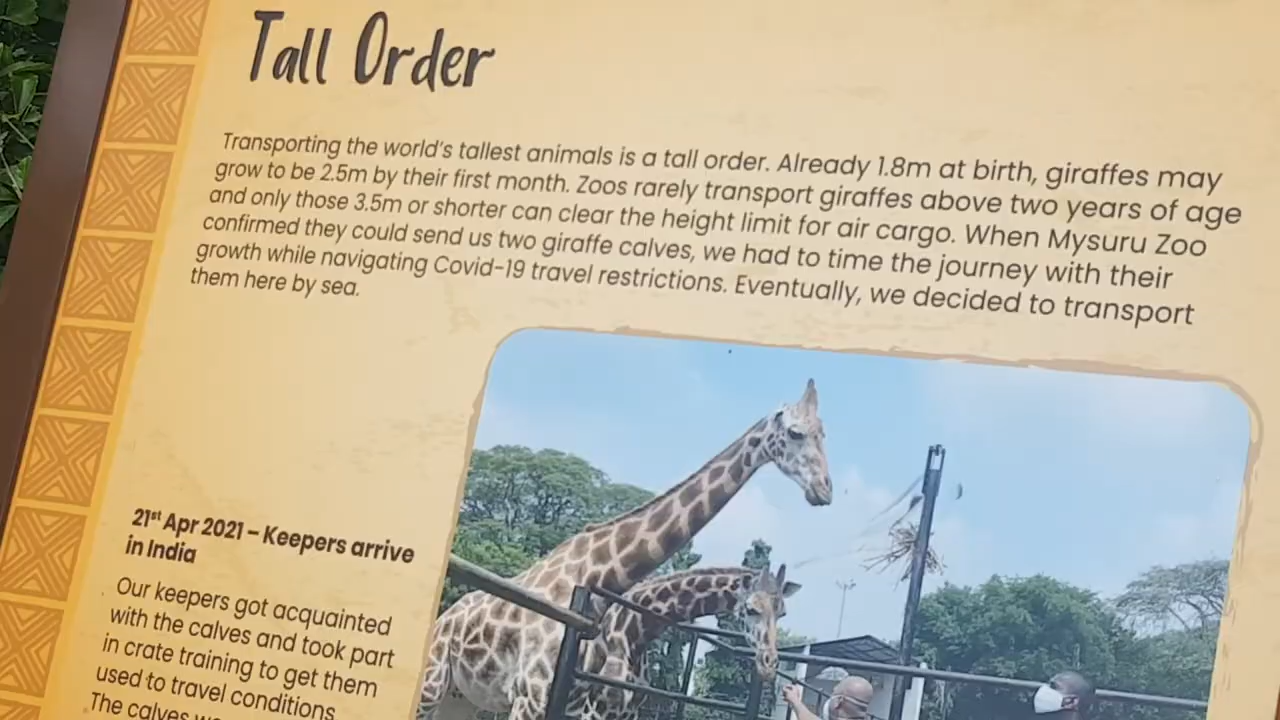 Tall Order
Transporting the world's tallest animals is a tall order. Already 1.8m at birth, giraffes may
grow to be 2.5m by their first month. Zoos rarely transport giraffes above two years of age
and only those 3.5m or shorter can clear the height limit for air cargo. When Mysuru Zoo
confirmed they could send us two giraffe calves, we had to time the journey with their
growth while navigating Covid-19 travel restrictions. Eventually, we decided to transport
them here by sea.
21st Apr 2021 – Keepers arrive
in India
Our keepers got acquainted
with the calves and took part
in crate training to get them
used to travel conditions
The calves